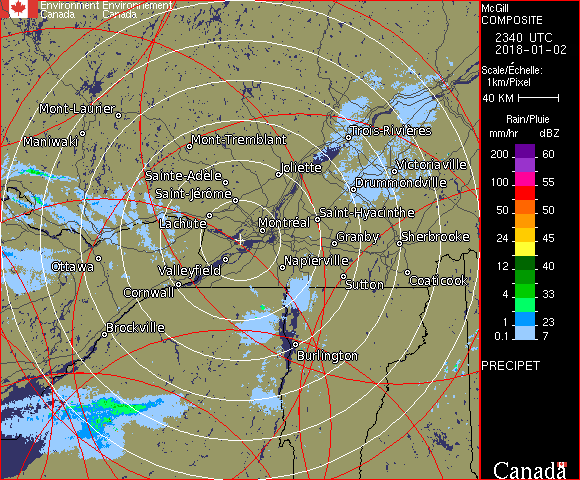 Environment Environnement
Canada Canada
McGill
COMPOSITE
2340 UTC
2018-01-02
Scale/Échelle:
1km/Pixel
40 KM
Rain/Pluie
mm/hr dBZ
200 60
150 57
100 55
50 50
24 45
12 40
4 33
1 23
0.1 7
PRECIPET
Canada
Mont-Laurier
Maniwaki
Mont-Tremblant
Trois-Rivières
Sainte-Adèle
Joliette
Victoriaville
Saint-Jérôme
Drummondville
Lachute
Montréal
Saint-Hyacinthe
Granby
Sherbrooke
Ottawa
Valleyfield
Napierville
Cornwall
Sutton
Coaticook
Brockville
Burlington